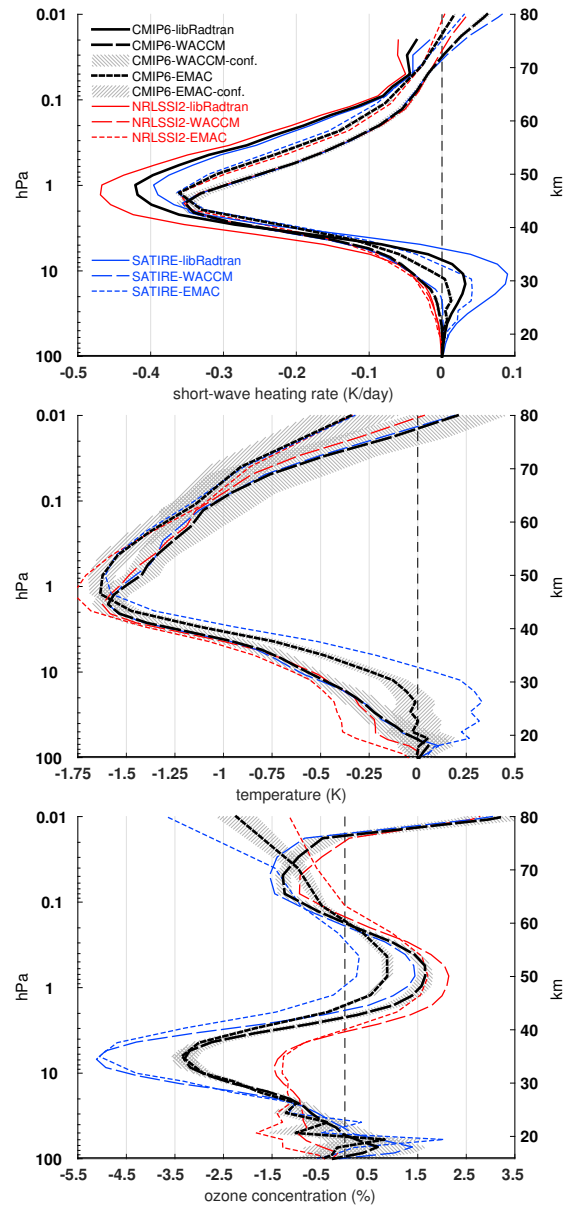 0.01
0.1
1
10
100
hPa
80
70
60
50
40
30
20
km
CMIP6-libRadtran
CMIP6-WACCM
CMIP6-WACCM-conf.
CMIP6-EMAC
CMIP6-EMAC-conf.
NRLSSI2-libRadtran
NRLSSI2-WACCM
NRLSSI2-EMAC
SATIRE-libRadtran
SATIRE-WACCM
SATIRE-EMAC
-0.5 -0.4 -0.3 -0.2 -0.1 0 0.1
short-wave heating rate (K/day)
0.01
0.1
1
10
100
hPa
80
70
60
50
40
30
20
km
-1.75 -1.5 -1.25 -1 -0.75 -0.5 -0.25 0 0.25 0.5
temperature (K)
0.01
0.1
1
10
100
hPa
80
70
60
50
40
30
20
km
-5.5 -4.5 -3.5 -2.5 -1.5 -0.5 0.5 1.5 2.5 3.5
ozone concentration (%)